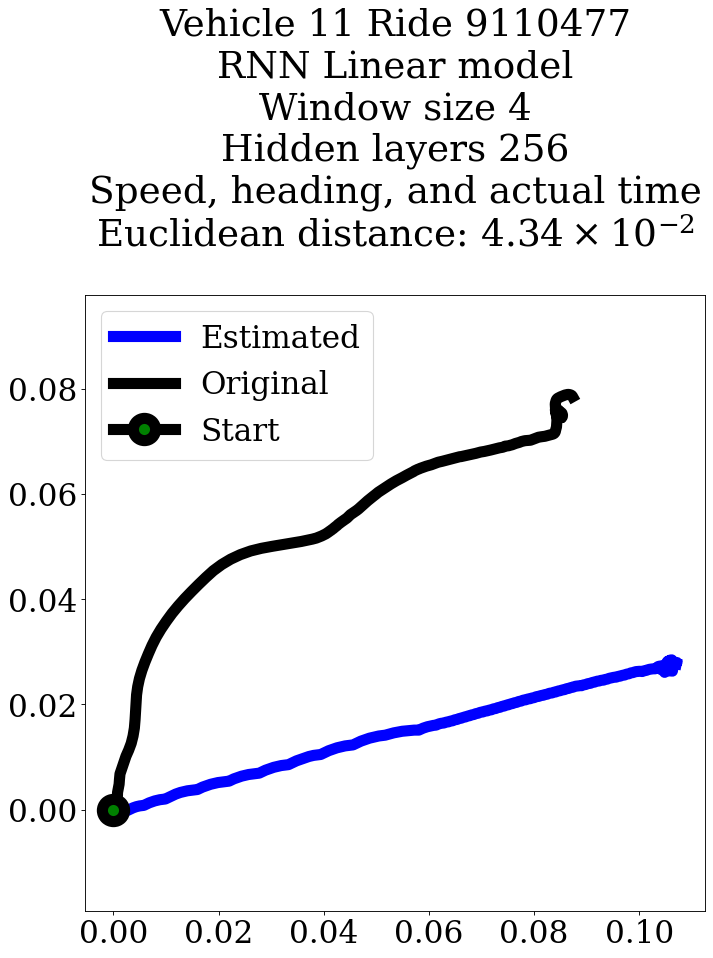 Vehicle 11 Ride 9110477
RNN Linear model
Window size 4
Hidden layers 256
Speed, heading, and actual time
Euclidean distance: 4.34 × 10⁻²
Estimated
Original
Start
0.08
0.06
0.04
0.02
0.00
0.00 0.02 0.04 0.06 0.08 0.10